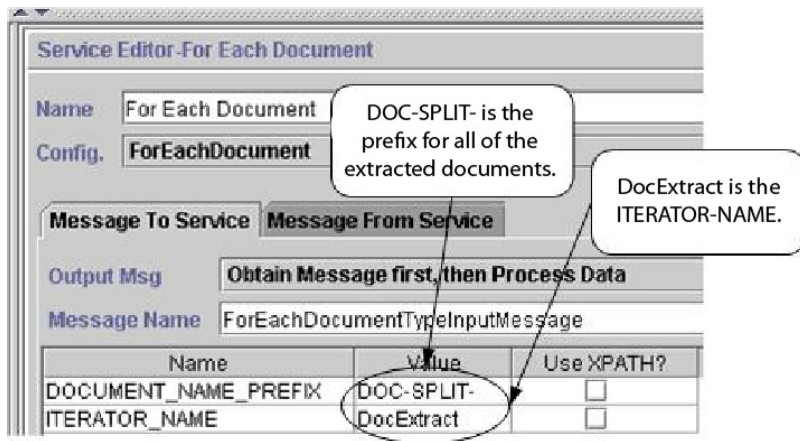 Service Editor-For Each Document
Name For Each Document
Config. ForEachDocument
DOC-SPLIT- is the
prefix for all of the
extracted documents.
DocExtract is the
ITERATOR-NAME.
Message To Service Message From Service
Output Msg Obtain Message first, then Process Data
Message Name ForEachDocumentTypeInputMessage
Name Value Use XPATH?
DOCUMENT_NAME_PREFIX DOC-SPLIT-
ITERATOR_NAME DocExtract